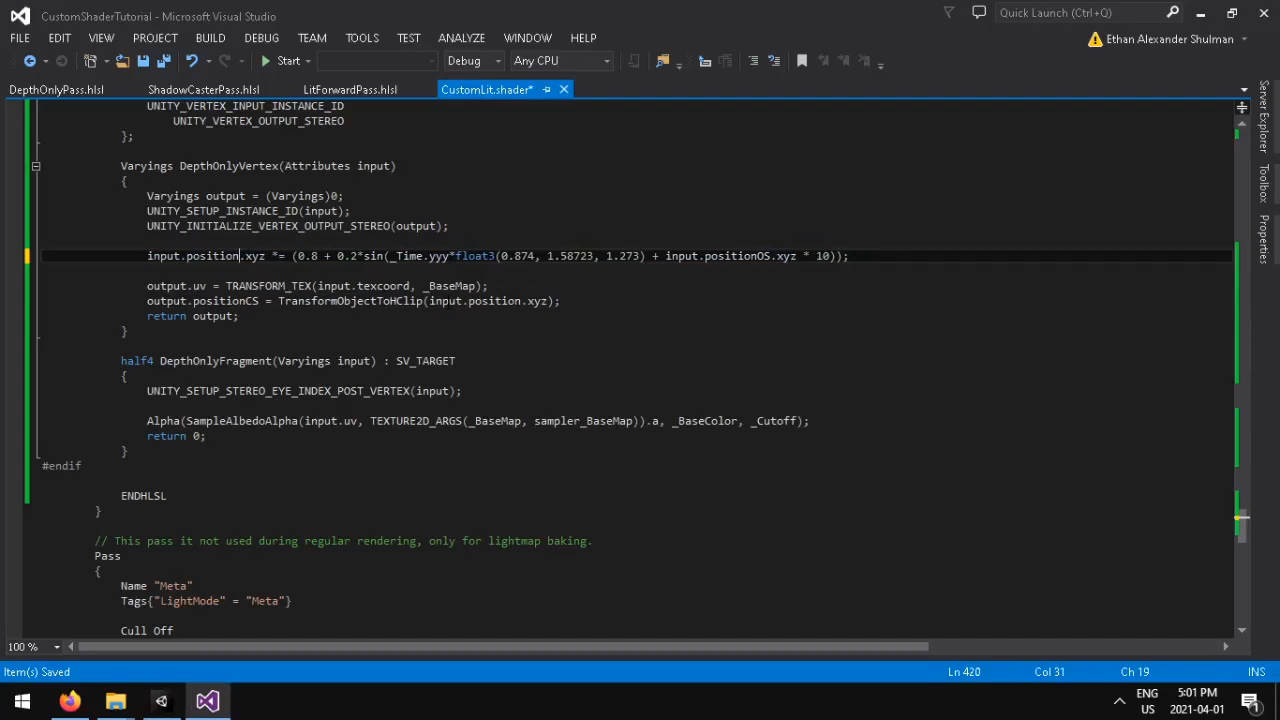 CustomShaderTutorial - Microsoft Visual Studio
Quick Launch (Ctrl+Q)
FILE EDIT VIEW PROJECT BUILD DEBUG TEAM TOOLS TEST ANALYZE WINDOW HELP
Ethan Alexander Shulman
Start Debug Any CPU
DepthOnlyPass.hlsl ShadowCasterPass.hlsl LitForwardPass.hlsl CustomLit.shader*
UNITY_VERTEX_INPUT_INSTANCE_ID
UNITY_VERTEX_OUTPUT_STEREO
};
Varyings DepthOnlyVertex(Attributes input)
{
Varyings output = (Varyings)0;
UNITY_SETUP_INSTANCE_ID(input);
UNITY_INITIALIZE_VERTEX_OUTPUT_STEREO(output);
input.position.xyz *= (0.8 + 0.2*sin(_Time.yyy*float3(0.874, 1.58723, 1.273) + input.positionOS.xyz * 10));
output.uv = TRANSFORM_TEX(input.texcoord, _BaseMap);
output.positionCS = TransformObjectToHClip(input.position.xyz);
return output;
}
half4 DepthOnlyFragment(Varyings input) : SV_TARGET
{
UNITY_SETUP_STEREO_EYE_INDEX_POST_VERTEX(input);
Alpha(SampleAlbedoAlpha(input.uv, TEXTURE2D_ARGS(_BaseMap, sampler_BaseMap)).a, _BaseColor, _Cutoff);
return 0;
}
#endif
ENDHLSL
}
// This pass it not used during regular rendering, only for lightmap baking.
Pass
{
Name "Meta"
Tags{"LightMode" = "Meta"}
Cull Off
Server Explorer
Toolbox
Properties
100 %
Item(s) Saved Ln 420 Col 31 Ch 19 INS
ENG 5:01 PM
US 2021-04-01
1